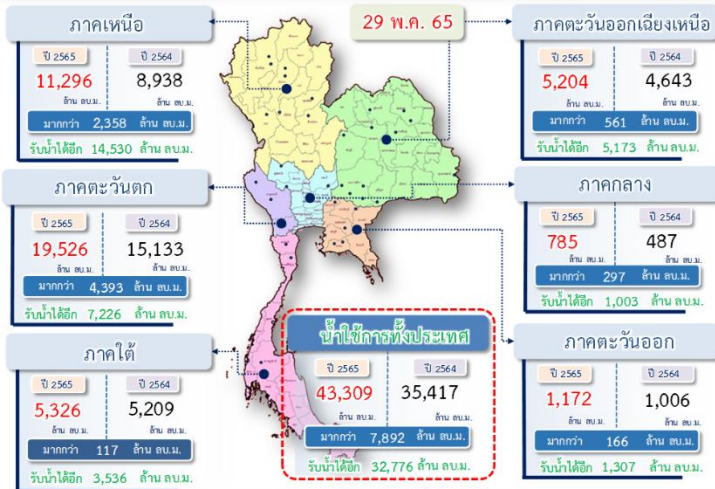 29 พ.ค. 65
ภาคเหนือ
ปี 2565 ปี 2564
11,296 8,938
ล้าน ลบ.ม. ล้าน ลบ.ม.
มากกว่า 2,358 ล้าน ลบ.ม.
รับน้ำได้อีก 14,530 ล้าน ลบ.ม.
ภาคตะวันออกเฉียงเหนือ
ปี 2565 ปี 2564
5,204 4,643
ล้าน ลบ.ม. ล้าน ลบ.ม.
มากกว่า 561 ล้าน ลบ.ม.
รับน้ำได้อีก 5,173 ล้าน ลบ.ม.
ภาคตะวันตก
ปี 2565 ปี 2564
19,526 15,133
ล้าน ลบ.ม. ล้าน ลบ.ม.
มากกว่า 4,393 ล้าน ลบ.ม.
รับน้ำได้อีก 7,226 ล้าน ลบ.ม.
ภาคกลาง
ปี 2565 ปี 2564
785 487
ล้าน ลบ.ม. ล้าน ลบ.ม.
มากกว่า 297 ล้าน ลบ.ม.
รับน้ำได้อีก 1,003 ล้าน ลบ.ม.
ภาคใต้
ปี 2565 ปี 2564
5,326 5,209
ล้าน ลบ.ม. ล้าน ลบ.ม.
มากกว่า 117 ล้าน ลบ.ม.
รับน้ำได้อีก 3,536 ล้าน ลบ.ม.
น้ำใช้การทั้งประเทศ
ปี 2565 ปี 2564
43,309 35,417
ล้าน ลบ.ม. ล้าน ลบ.ม.
มากกว่า 7,892 ล้าน ลบ.ม.
รับน้ำได้อีก 32,776 ล้าน ลบ.ม.
ภาคตะวันออก
ปี 2565 ปี 2564
1,172 1,006
ล้าน ลบ.ม. ล้าน ลบ.ม.
มากกว่า 166 ล้าน ลบ.ม.
รับน้ำได้อีก 1,307 ล้าน ลบ.ม.